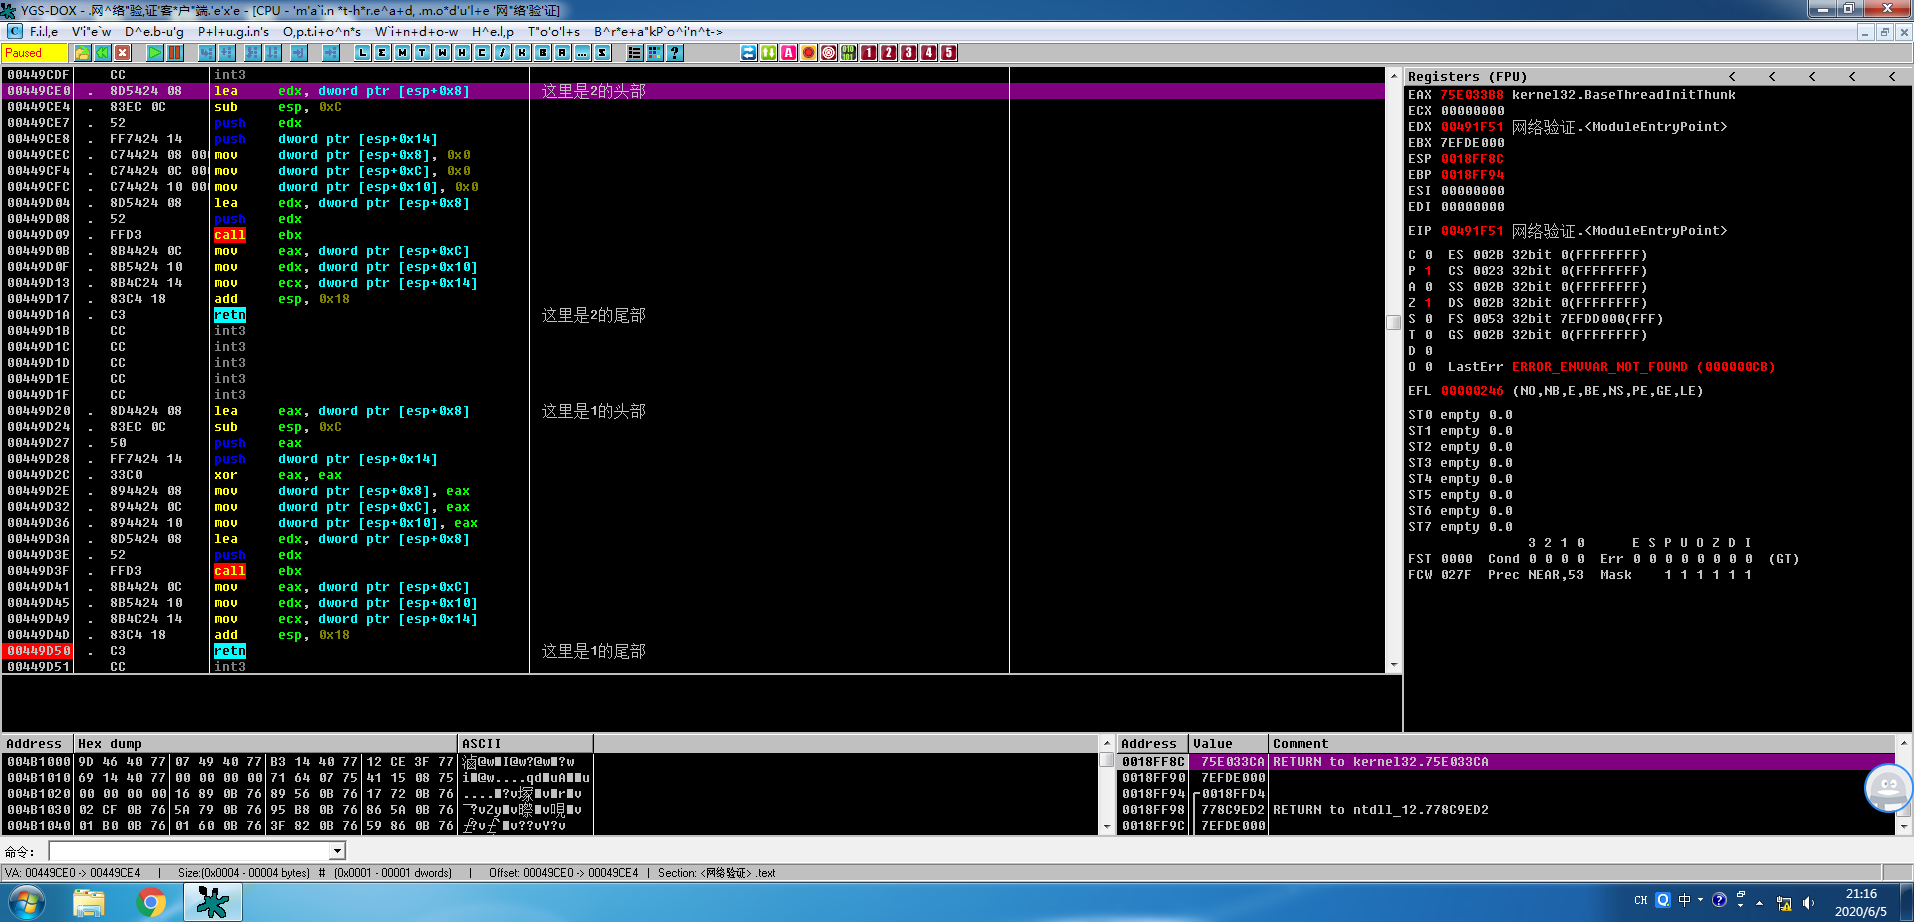 YGS-DOX - .网^络'验,证'客*户"端.'e'x'e - [CPU - 'm'a`i.n *t-h*r.e^a+d, .m.o*d'u'l+e '网"络'验'证]
C F.i.l,e V'i"e`w D^e.b-u'g P+l+u.g.i.n's O,p.t.i+o^n*s W`i+n+d+o-w H^e.l,p T"o'o'l+s B^r*e+a"kP`o^i'n^t->
Paused L E M T W H C / K B R ... S ? A 1 2 3 4 5
00449CDF CC int3
00449CE0 . 8D5424 08 lea edx, dword ptr [esp+0x8] 这里是2的头部
00449CE4 . 83EC 0C sub esp, 0xC
00449CE7 . 52 push edx
00449CE8 . FF7424 14 push dword ptr [esp+0x14]
00449CEC . C74424 08 000 mov dword ptr [esp+0x8], 0x0
00449CF4 . C74424 0C 000 mov dword ptr [esp+0xC], 0x0
00449CFC . C74424 10 000 mov dword ptr [esp+0x10], 0x0
00449D04 . 8D5424 08 lea edx, dword ptr [esp+0x8]
00449D08 . 52 push edx
00449D09 . FFD3 call ebx
00449D0B . 8B4424 0C mov eax, dword ptr [esp+0xC]
00449D0F . 8B5424 10 mov edx, dword ptr [esp+0x10]
00449D13 . 8B4C24 14 mov ecx, dword ptr [esp+0x14]
00449D17 . 83C4 18 add esp, 0x18
00449D1A . C3 retn 这里是2的尾部
00449D1B CC int3
00449D1C CC int3
00449D1D CC int3
00449D1E CC int3
00449D1F CC int3
00449D20 . 8D4424 08 lea eax, dword ptr [esp+0x8] 这里是1的头部
00449D24 . 83EC 0C sub esp, 0xC
00449D27 . 50 push eax
00449D28 . FF7424 14 push dword ptr [esp+0x14]
00449D2C . 33C0 xor eax, eax
00449D2E . 894424 08 mov dword ptr [esp+0x8], eax
00449D32 . 894424 0C mov dword ptr [esp+0xC], eax
00449D36 . 894424 10 mov dword ptr [esp+0x10], eax
00449D3A . 8D5424 08 lea edx, dword ptr [esp+0x8]
00449D3E . 52 push edx
00449D3F . FFD3 call ebx
00449D41 . 8B4424 0C mov eax, dword ptr [esp+0xC]
00449D45 . 8B5424 10 mov edx, dword ptr [esp+0x10]
00449D49 . 8B4C24 14 mov ecx, dword ptr [esp+0x14]
00449D4D . 83C4 18 add esp, 0x18
00449D50 . C3 retn 这里是1的尾部
00449D51 CC int3
Registers (FPU) < < < < <
EAX 75E033B8 kernel32.BaseThreadInitThunk
ECX 00000000
EDX 00491F51 网络验证.<ModuleEntryPoint>
EBX 7EFDE000
ESP 0018FF8C
EBP 0018FF94
ESI 00000000
EDI 00000000
EIP 00491F51 网络验证.<ModuleEntryPoint>
C 0 ES 002B 32bit 0(FFFFFFFF)
P 1 CS 0023 32bit 0(FFFFFFFF)
A 0 SS 002B 32bit 0(FFFFFFFF)
Z 1 DS 002B 32bit 0(FFFFFFFF)
S 0 FS 0053 32bit 7EFDD000(FFF)
T 0 GS 002B 32bit 0(FFFFFFFF)
D 0
O 0 LastErr ERROR_ENVVAR_NOT_FOUND (000000CB)
EFL 00000246 (NO,NB,E,BE,NS,PE,GE,LE)
ST0 empty 0.0
ST1 empty 0.0
ST2 empty 0.0
ST3 empty 0.0
ST4 empty 0.0
ST5 empty 0.0
ST6 empty 0.0
ST7 empty 0.0
3 2 1 0 E S P U O Z D I
FST 0000 Cond 0 0 0 0 Err 0 0 0 0 0 0 0 0 (GT)
FCW 027F Prec NEAR,53 Mask 1 1 1 1 1 1
Address Hex dump ASCII
004B1000 9D 46 40 77 07 49 40 77 B3 14 40 77 12 CE 3F 77
004B1010 69 14 40 77 00 00 00 00 71 64 07 75 41 15 08 75
004B1020 00 00 00 00 16 89 0B 76 89 56 0B 76 17 72 0B 76
004B1030 02 CF 0B 76 5A 79 0B 76 95 B8 0B 76 86 5A 0B 76
004B1040 01 B0 0B 76 01 60 0B 76 3F 82 0B 76 59 86 0B 76
Address Value Comment
0018FF8C 75E033CA RETURN to kernel32.75E033CA
0018FF90 7EFDE000
0018FF94 0018FFD4
0018FF98 778C9ED2 RETURN to ntdll_12.778C9ED2
0018FF9C 7EFDE000
命令:
VA: 00449CE0 -> 00449CE4 | Size:(0x0004 - 00004 bytes) # (0x0001 - 00001 dwords) | Offset: 00449CE0 -> 00449CE4 | Section: <网络验证> .text
CH 中 21:16
2020/6/5